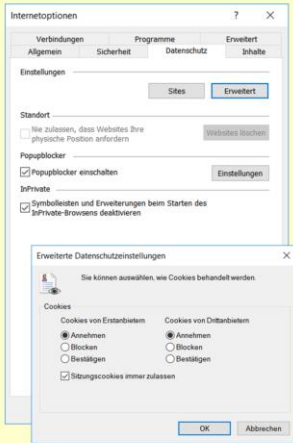 Internetoptionen ? ×
Verbindungen Programme Erweitert
Allgemein Sicherheit Datenschutz Inhalte
Einstellungen
Sites Erweitert
Standort
Nie zulassen, dass Websites Ihre
physische Position anfordern
Websites löschen
Popupblocker
Popupblocker einschalten Einstellungen
InPrivate
Symbolleisten und Erweiterungen beim Starten des
InPrivate-Browsens deaktivieren
Erweiterte Datenschutzeinstellungen ×
Sie können auswählen, wie Cookies behandelt werden.
Cookies
Cookies von Erstanbietern Cookies von Drittanbietern
Annehmen Annehmen
Blocken Blocken
Bestätigen Bestätigen
Sitzungscookies immer zulassen
OK Abbrechen